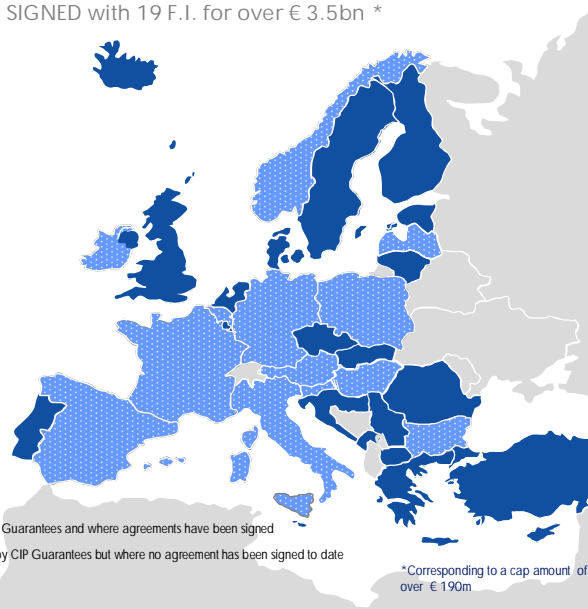 SIGNED with 19 F.I. for over € 3.5bn *
Guarantees and where agreements have been signed
by CIP Guarantees but where no agreement has been signed to date
*Corresponding to a cap amount of
over € 190m